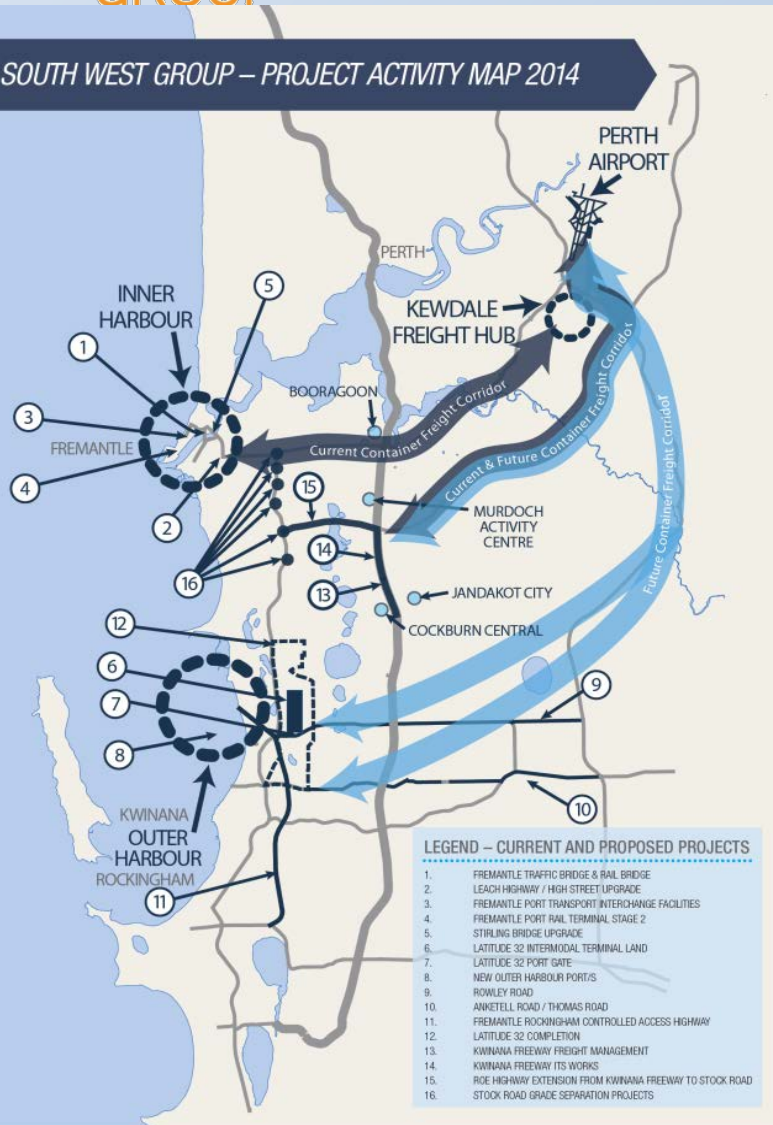 GROUP
SOUTH WEST GROUP – PROJECT ACTIVITY MAP 2014
PERTH
AIRPORT
PERTH
INNER
HARBOUR
5
1
KEWDALE
FREIGHT HUB
BOORAGOON
3
FREMANTLE
4
2
Current Container Freight Corridor
Current & Future Container Freight Corridor
Future Container Freight Corridor
15
MURDOCH
ACTIVITY
CENTRE
14
16
13
JANDAKOT CITY
COCKBURN CENTRAL
12
6
7
8
9
10
KWINANA
OUTER
HARBOUR
ROCKINGHAM
11
LEGEND – CURRENT AND PROPOSED PROJECTS
1. FREMANTLE TRAFFIC BRIDGE & RAIL BRIDGE
2. LEACH HIGHWAY / HIGH STREET UPGRADE
3. FREMANTLE PORT TRANSPORT INTERCHANGE FACILITIES
4. FREMANTLE PORT RAIL TERMINAL STAGE 2
5. STIRLING BRIDGE UPGRADE
6. LATITUDE 32 INTERMODAL TERMINAL LAND
7. LATITUDE 32 PORT GATE
8. NEW OUTER HARBOUR PORT/S
9. ROWLEY ROAD
10. ANKETELL ROAD / THOMAS ROAD
11. FREMANTLE ROCKINGHAM CONTROLLED ACCESS HIGHWAY
12. LATITUDE 32 COMPLETION
13. KWINANA FREEWAY FREIGHT MANAGEMENT
14. KWINANA FREEWAY ITS WORKS
15. ROE HIGHWAY EXTENSION FROM KWINANA FREEWAY TO STOCK ROAD
16. STOCK ROAD GRADE SEPARATION PROJECTS